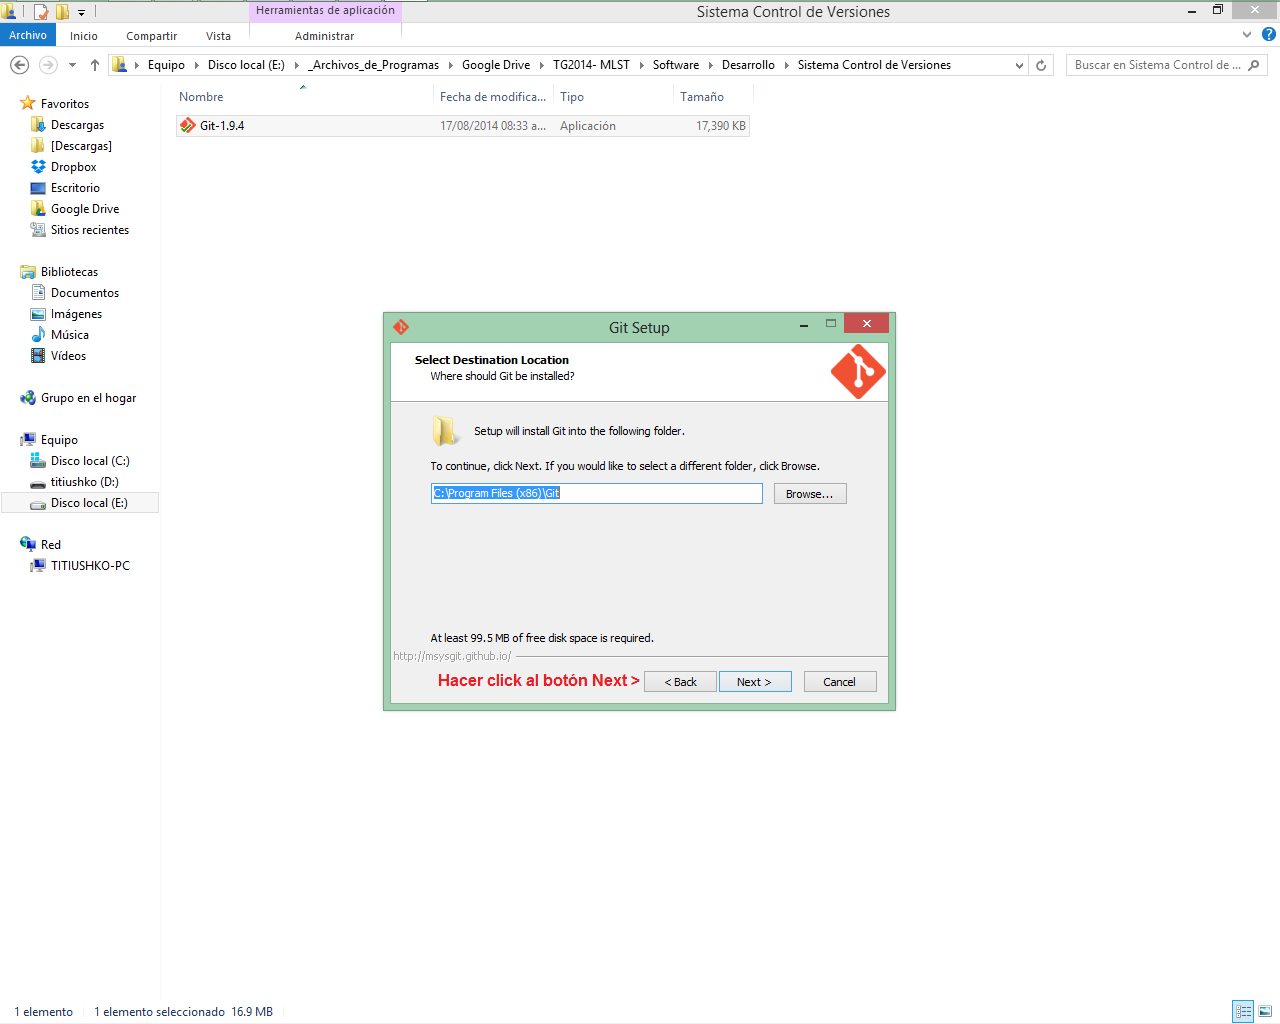 Herramientas de aplicación
Sistema Control de Versiones
Archivo Inicio Compartir Vista Administrar
Equipo Disco local (E:) _Archivos_de_Programas Google Drive TG2014- MLST Software Desarrollo Sistema Control de Versiones
Buscar en Sistema Control de ...
Nombre Fecha de modifica... Tipo Tamaño
Git-1.9.4 17/08/2014 08:33 a... Aplicación 17,390 KB
Favoritos
Descargas
[Descargas]
Dropbox
Escritorio
Google Drive
Sitios recientes
Bibliotecas
Documentos
Imágenes
Música
Vídeos
Grupo en el hogar
Equipo
Disco local (C:)
titiushko (D:)
Disco local (E:)
Red
TITIUSHKO-PC
Git Setup
Select Destination Location
Where should Git be installed?
Setup will install Git into the following folder.
To continue, click Next. If you would like to select a different folder, click Browse.
C:\Program Files (x86)\Git
Browse...
At least 99.5 MB of free disk space is required.
http://msysgit.github.io/
Hacer click al botón Next >
< Back Next > Cancel
1 elemento 1 elemento seleccionado 16.9 MB